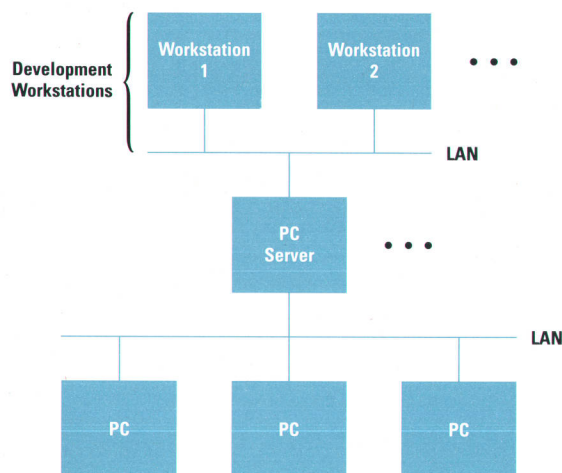 Workstation
1
Workstation
2
Development
Workstations
LAN
PC
Server
LAN
PC
PC
PC